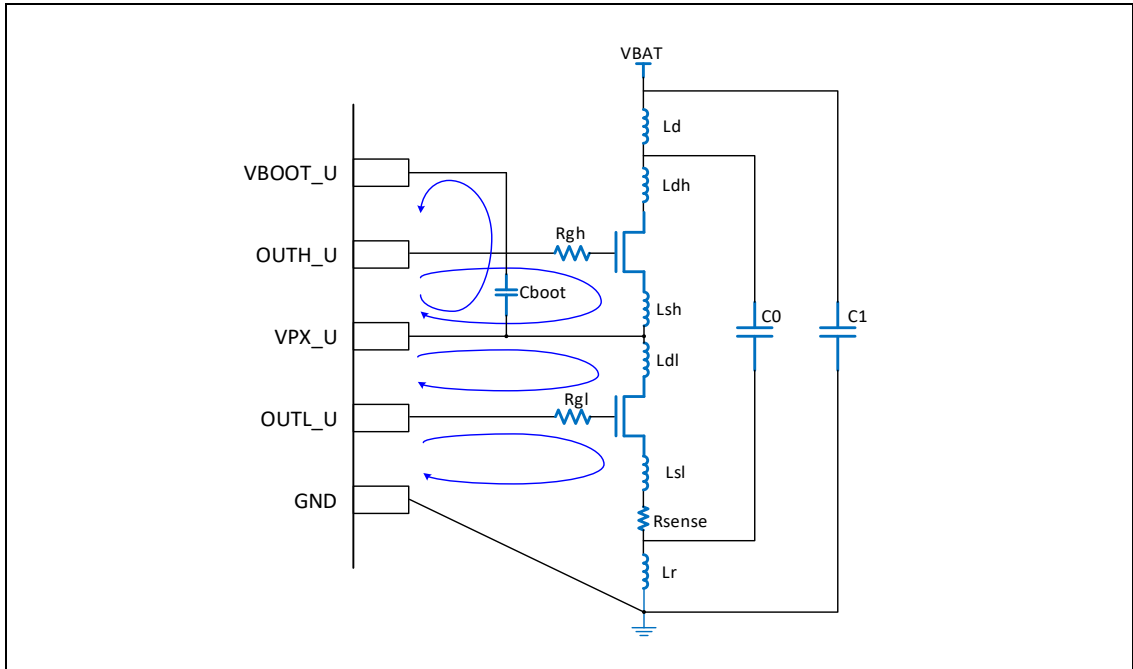 VBAT
Ld
VBOOT_U
Ldh
Rgh
OUTH_U
Cboot
Lsh
C0
C1
VPX_U
Ldl
Rgl
OUTL_U
Lsl
GND
Rsense
Lr